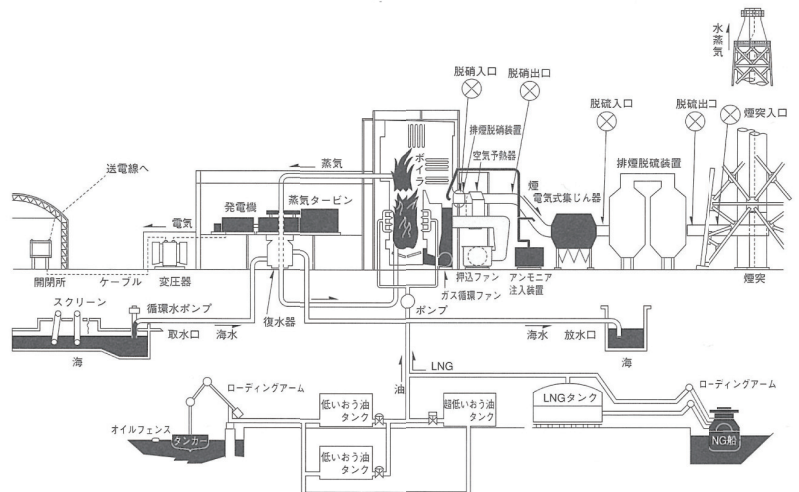 水蒸気
脱硝入口
脱硝出口
脱硫入口
脱硫出口
煙突入口
排煙脱硝装置
空気予熱器
ボイラ
蒸気
煙
電気式集じん器
排煙脱硫装置
送電線へ
発電機
蒸気タービン
電気
開閉所
ケーブル
変圧器
復水器
押込ファン
アンモニア
注入装置
ガス循環ファン
煙突
スクリーン
循環水ポンプ
ポンプ
取水口
海水
海水
放水口
海
海
油
LNG
ローディングアーム
低いおう油
タンク
超低いおう油
タンク
LNGタンク
ローディングアーム
オイルフェンス
タンカー
低いおう油
タンク
NG船